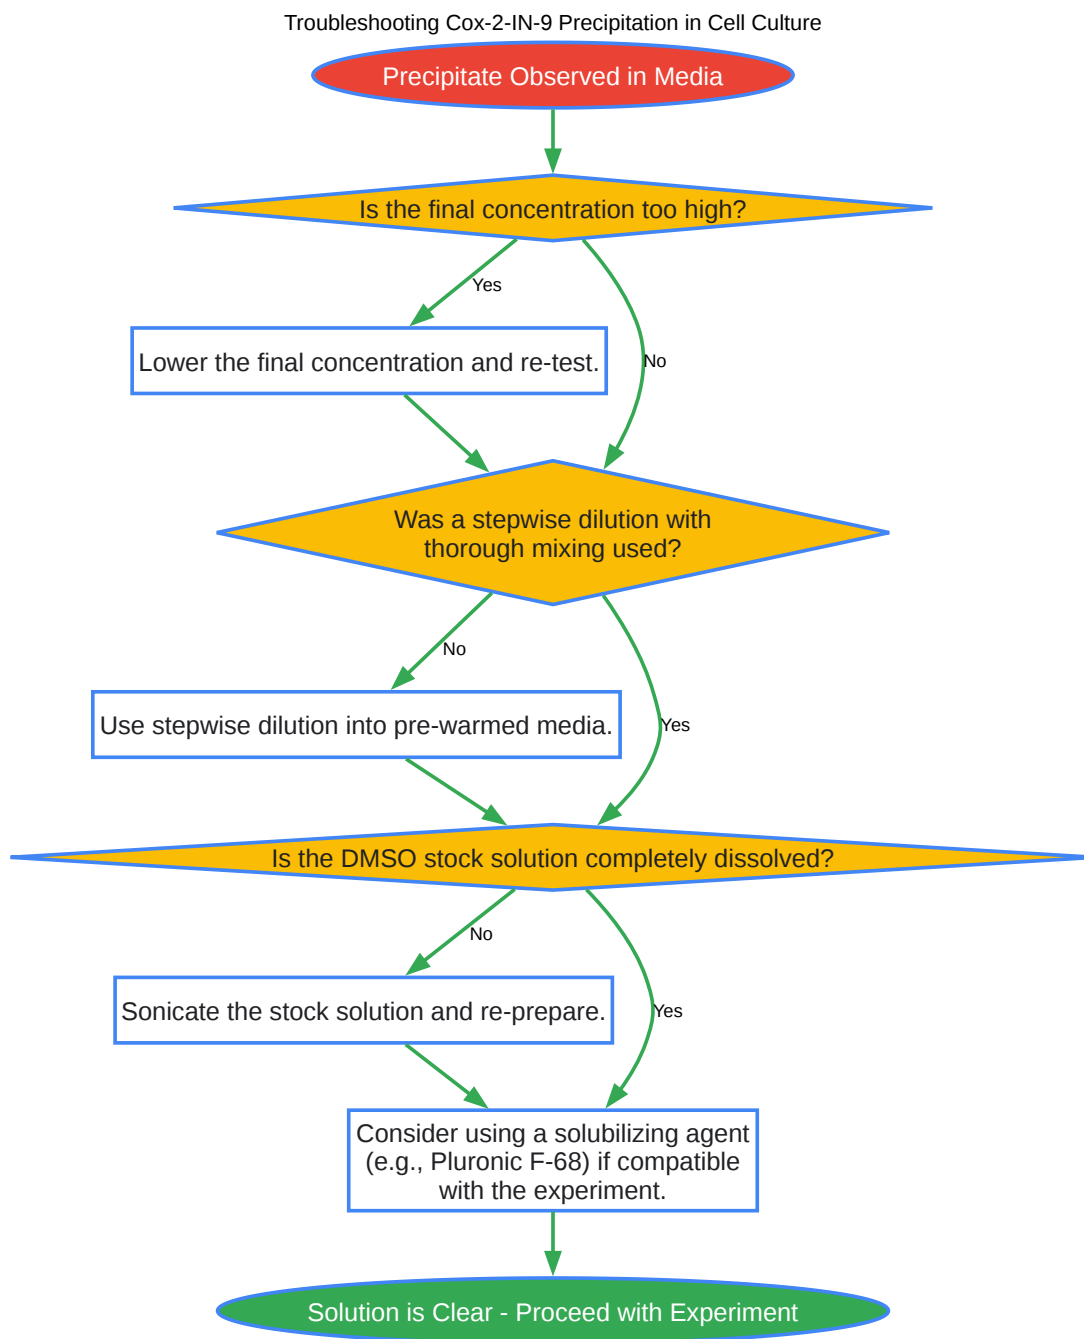 Troubleshooting Cox-2-IN-9 Precipitation in Cell Culture
Precipitate Observed in Media
Is the final concentration too high?
Yes
Lower the final concentration and re-test.
No
Was a stepwise dilution with
thorough mixing used?
No
Use stepwise dilution into pre-warmed media.
Yes
Is the DMSO stock solution completely dissolved?
No
Sonicate the stock solution and re-prepare.
Yes
Consider using a solubilizing agent
(e.g., Pluronic F-68) if compatible
with the experiment.
Solution is Clear - Proceed with Experiment